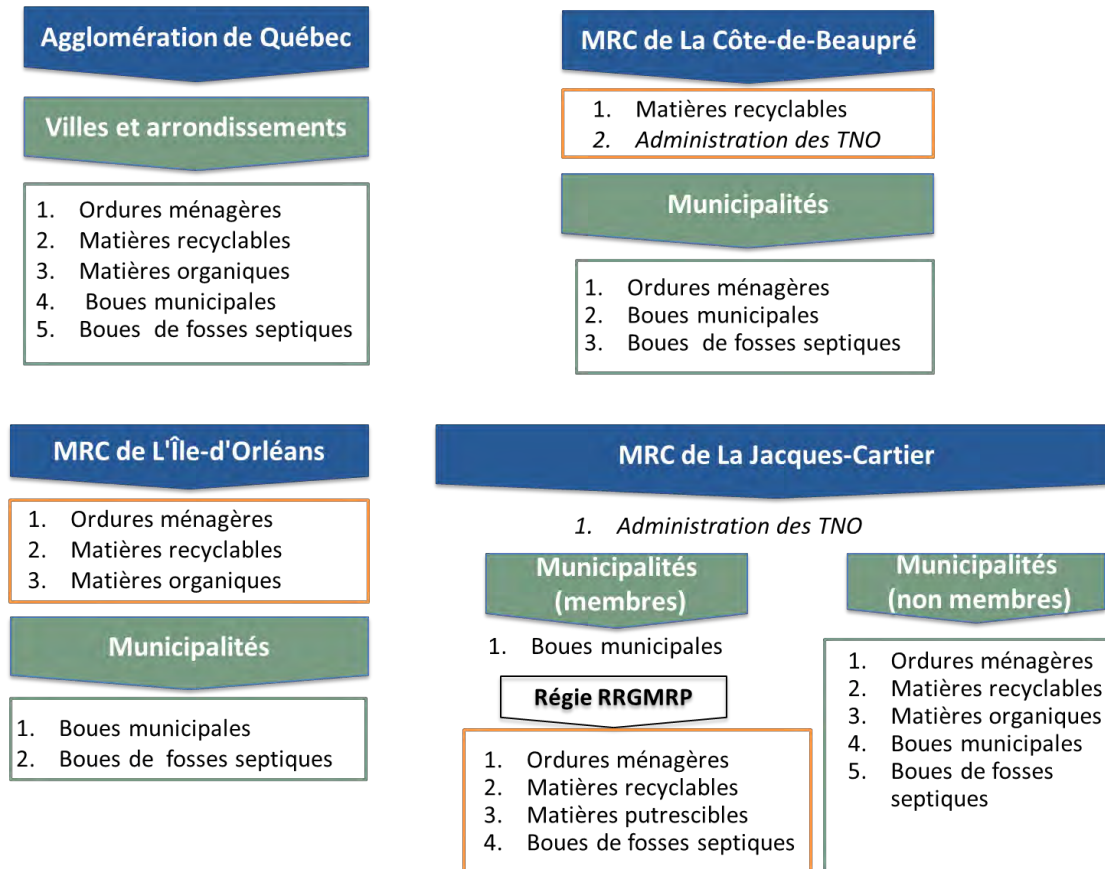 Agglomération de Québec
Villes et arrondissements
1. Ordures ménagères
2. Matières recyclables
3. Matières organiques
4. Boues municipales
5. Boues de fosses septiques
MRC de La Côte-de-Beaupré
1. Matières recyclables
2. Administration des TNO
Municipalités
1. Ordures ménagères
2. Boues municipales
3. Boues de fosses septiques
MRC de L'Île-d'Orléans
1. Ordures ménagères
2. Matières recyclables
3. Matières organiques
Municipalités
1. Boues municipales
2. Boues de fosses septiques
MRC de La Jacques-Cartier
1. Administration des TNO
Municipalités
(membres)
1. Boues municipales
Régie RRGMRP
1. Ordures ménagères
2. Matières recyclables
3. Matières putrescibles
4. Boues de fosses septiques
Municipalités
(non membres)
1. Ordures ménagères
2. Matières recyclables
3. Matières organiques
4. Boues municipales
5. Boues de fosses
septiques